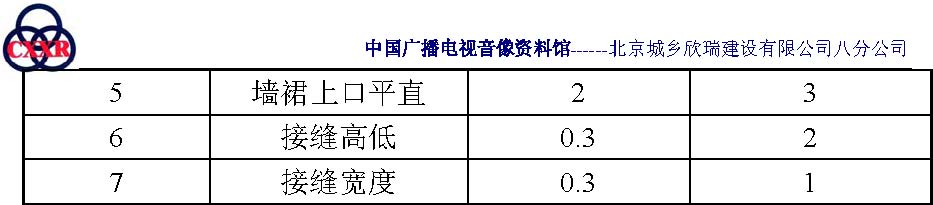 CXXR
中国广播电视音像资料馆------北京城乡欣瑞建设有限公司八分公司
5 墙裙上口平直 2 3
6 接缝高低 0.3 2
7 接缝宽度 0.3 1